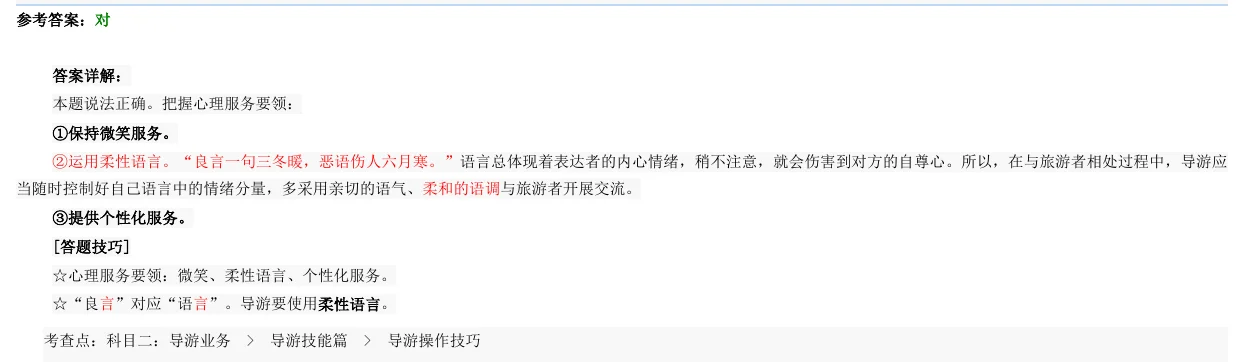 参考答案：对
答案详解：
本题说法正确。把握心理服务要领：
①保持微笑服务。
②运用柔性语言。“良言一句三冬暖，恶语伤人六月寒。”语言总体现着表达者的内心情绪，稍不注意，就会伤害到对方的自尊心。所以，在与旅游者相处过程中，导游应
当随时控制好自己语言中的情绪分量，多采用亲切的语气、柔和的语调与旅游者开展交流。
③提供个性化服务。
[答题技巧]
☆心理服务要领：微笑、柔性语言、个性化服务。
☆“良言”对应“语言”。导游要使用柔性语言。
考查点：科目二：导游业务 > 导游技能篇 > 导游操作技巧